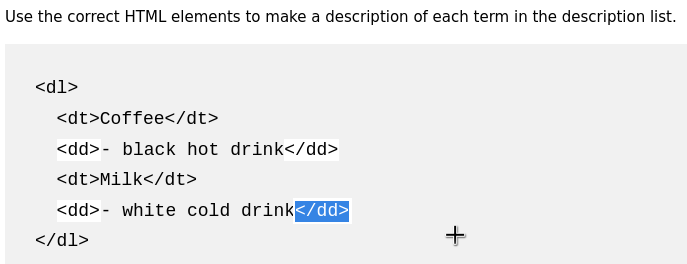 Use the correct HTML elements to make a description of each term in the description list.
<dl>
<dt>Coffee</dt>
<dd>- black hot drink</dd>
<dt>Milk</dt>
<dd>- white cold drink</dd>
</dl>